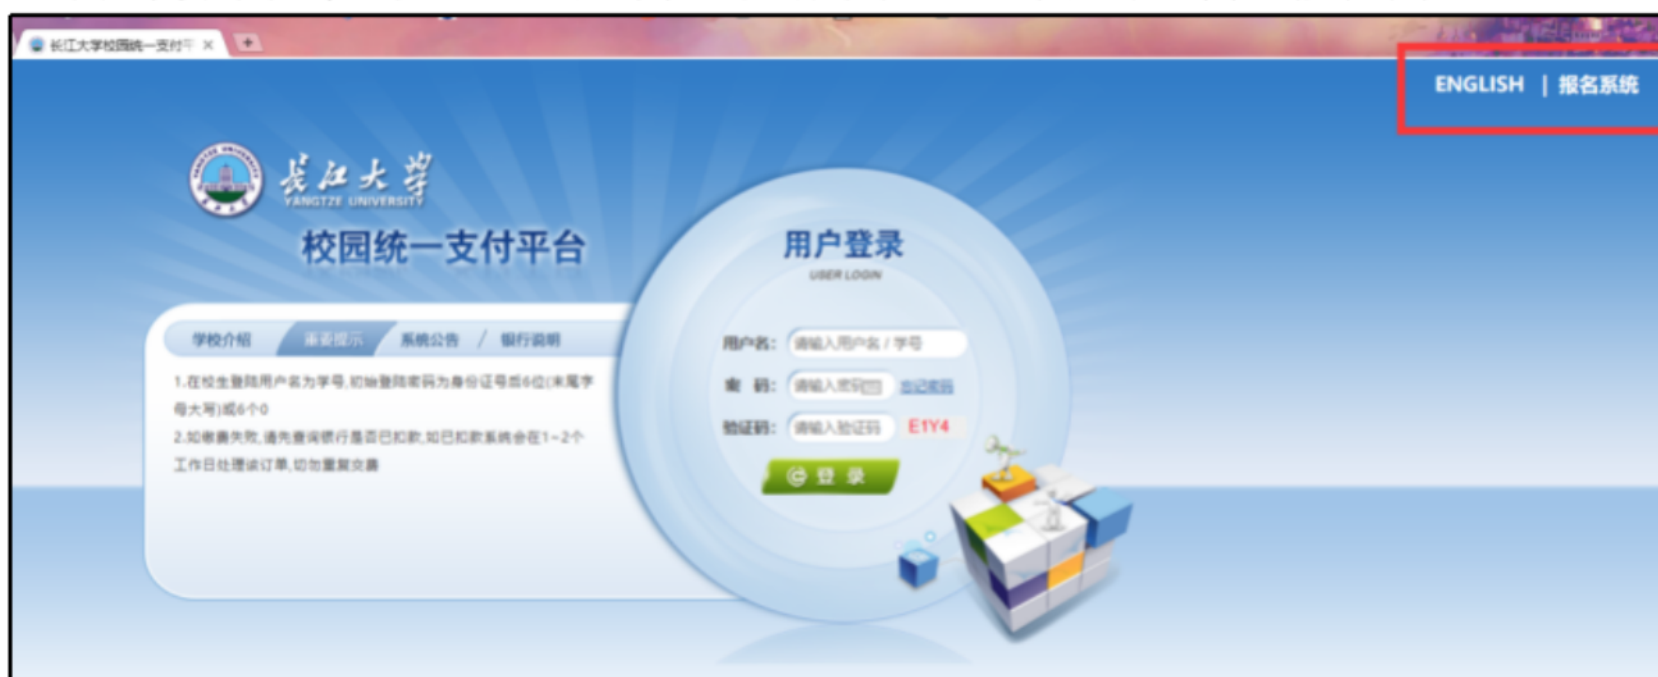 长江大学校园统一支付平
ENGLISH | 报名系统
长江大学
YANGTZE UNIVERSITY
校园统一支付平台
用户登录
USER LOGIN
学校介绍 重要提示 系统公告 / 银行说明
1.在校生登陆用户名为学号,初始登陆密码为身份证号后6位(末尾字
母大写)或6个0
2.如缴费失败,请先查询银行是否已扣款,如已扣款系统会在1~2个
工作日处理该订单,切勿重复交费
用户名: 请输入用户名 / 学号
密 码: 请输入密码 忘记密码
验证码: 请输入验证码 E1Y4
登 录